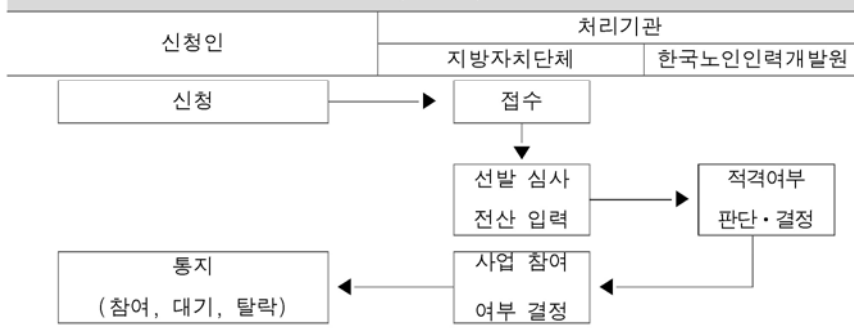 신청인
처리기관
지방자치단체
한국노인인력개발원
신청
접수
선발 심사
전산 입력
적격여부
판단・결정
통지
(참여, 대기, 탈락)
사업 참여
여부 결정